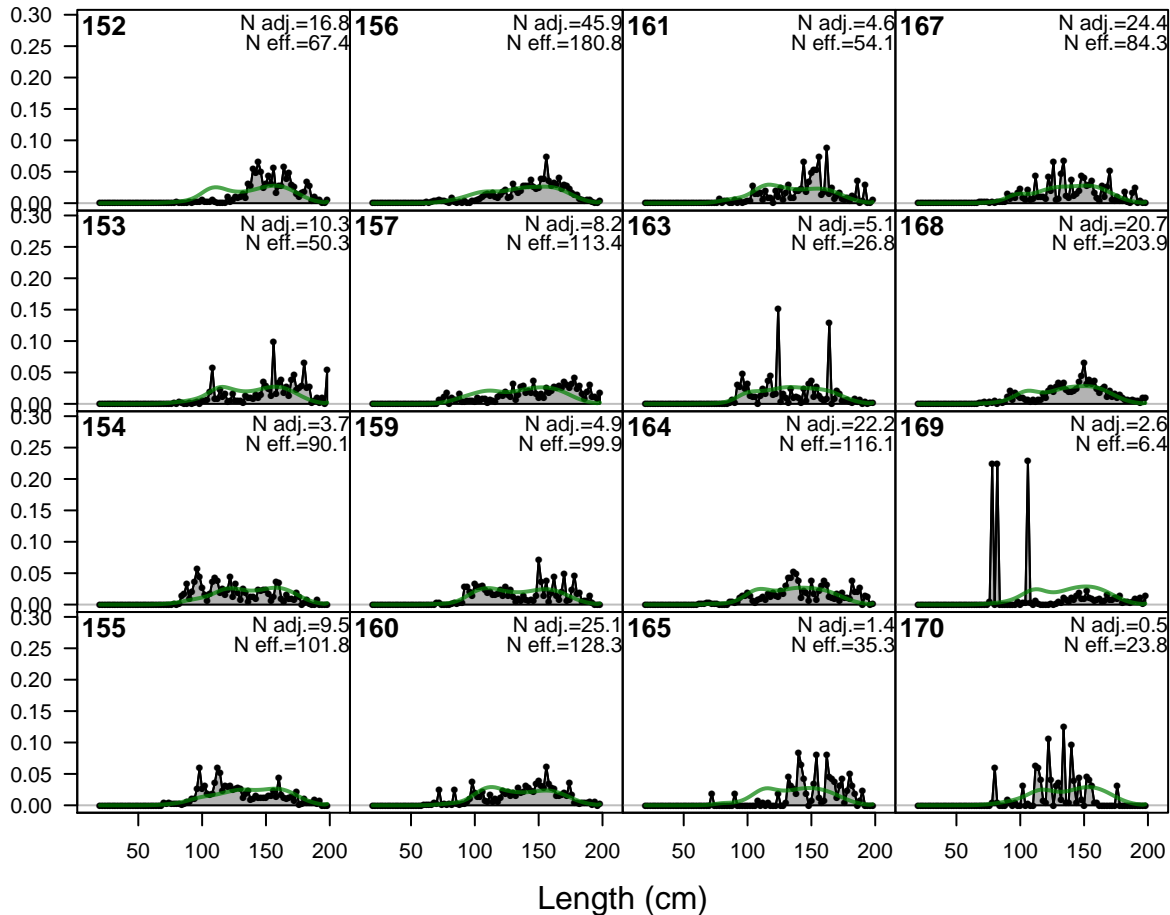 0.30
0.25
0.20
0.15
0.10
0.05
0.00
152
N adj.=16.8
N eff.=67.4
156
N adj.=45.9
N eff.=180.8
161
N adj.=4.6
N eff.=54.1
167
N adj.=24.4
N eff.=84.3
0.30
0.25
0.20
0.15
0.10
0.05
0.00
153
N adj.=10.3
N eff.=50.3
157
N adj.=8.2
N eff.=113.4
163
N adj.=5.1
N eff.=26.8
168
N adj.=20.7
N eff.=203.9
0.30
0.25
0.20
0.15
0.10
0.05
0.00
154
N adj.=3.7
N eff.=90.1
159
N adj.=4.9
N eff.=99.9
164
N adj.=22.2
N eff.=116.1
169
N adj.=2.6
N eff.=6.4
0.30
0.25
0.20
0.15
0.10
0.05
0.00
155
N adj.=9.5
N eff.=101.8
160
N adj.=25.1
N eff.=128.3
165
N adj.=1.4
N eff.=35.3
170
N adj.=0.5
N eff.=23.8
50 100 150 200 50 100 150 200 50 100 150 200 50 100 150 200
Length (cm)